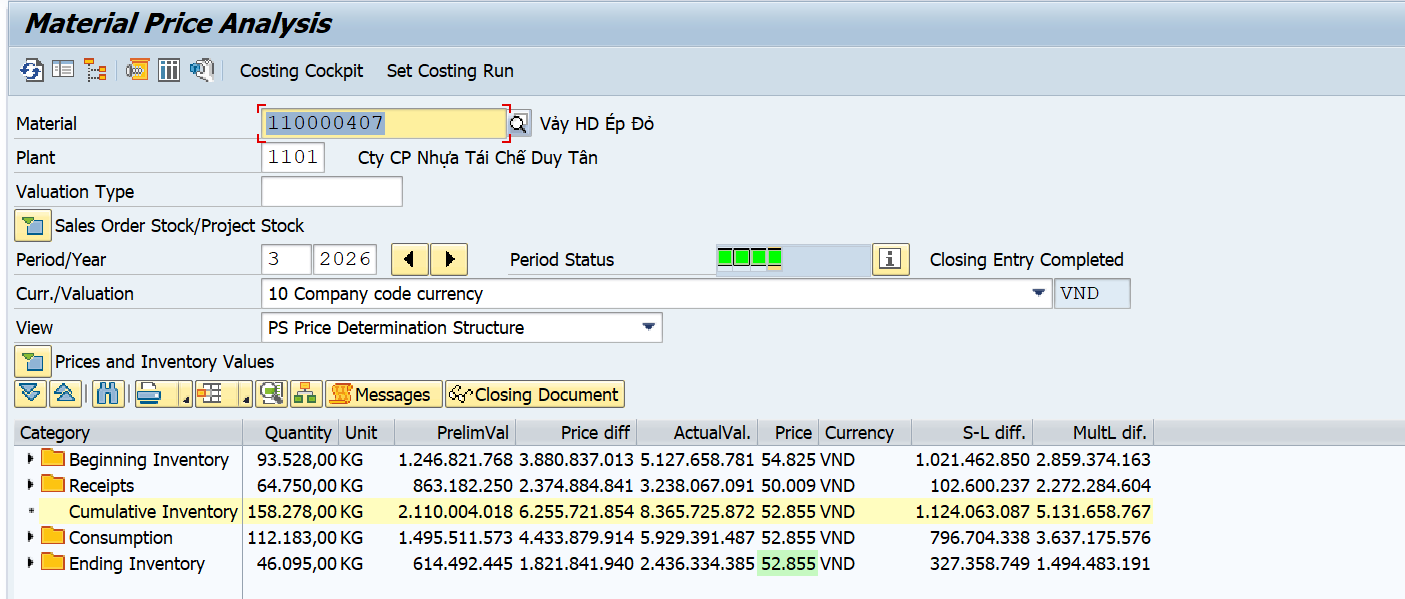 Material Price Analysis
Costing Cockpit Set Costing Run
Material 110000407 Vảy HD Ép Đỏ
Plant 1101 Cty CP Nhựa Tái Chế Duy Tân
Valuation Type
Sales Order Stock/Project Stock
Period/Year 3 2026 Period Status Closing Entry Completed
Curr./Valuation 10 Company code currency VND
View PS Price Determination Structure
Prices and Inventory Values
Messages Closing Document
Category Quantity Unit PrelimVal Price diff ActualVal. Price Currency S-L diff. MultL dif.
Beginning Inventory 93.528,00 KG 1.246.821.768 3.880.837.013 5.127.658.781 54.825 VND 1.021.462.850 2.859.374.163
Receipts 64.750,00 KG 863.182.250 2.374.884.841 3.238.067.091 50.009 VND 102.600.237 2.272.284.604
Cumulative Inventory 158.278,00 KG 2.110.004.018 6.255.721.854 8.365.725.872 52.855 VND 1.124.063.087 5.131.658.767
Consumption 112.183,00 KG 1.495.511.573 4.433.879.914 5.929.391.487 52.855 VND 796.704.338 3.637.175.576
Ending Inventory 46.095,00 KG 614.492.445 1.821.841.940 2.436.334.385 52.855 VND 327.358.749 1.494.483.191